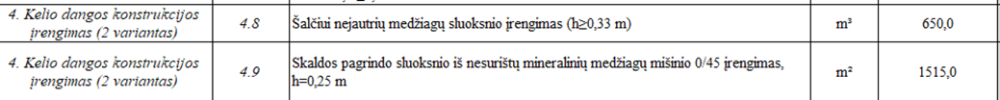 4. Kelio dangos konstrukcijos
įrengimas (2 variantas)
4.8
Šalčiui nejautrių medžiagų sluoksnio įrengimas (h≥0,33 m)
m³
650,0
4. Kelio dangos konstrukcijos
įrengimas (2 variantas)
4.9
Skaldos pagrindo sluoksnio iš nesurištų mineralinių medžiagų mišinio 0/45 įrengimas,
h=0,25 m
m²
1515,0